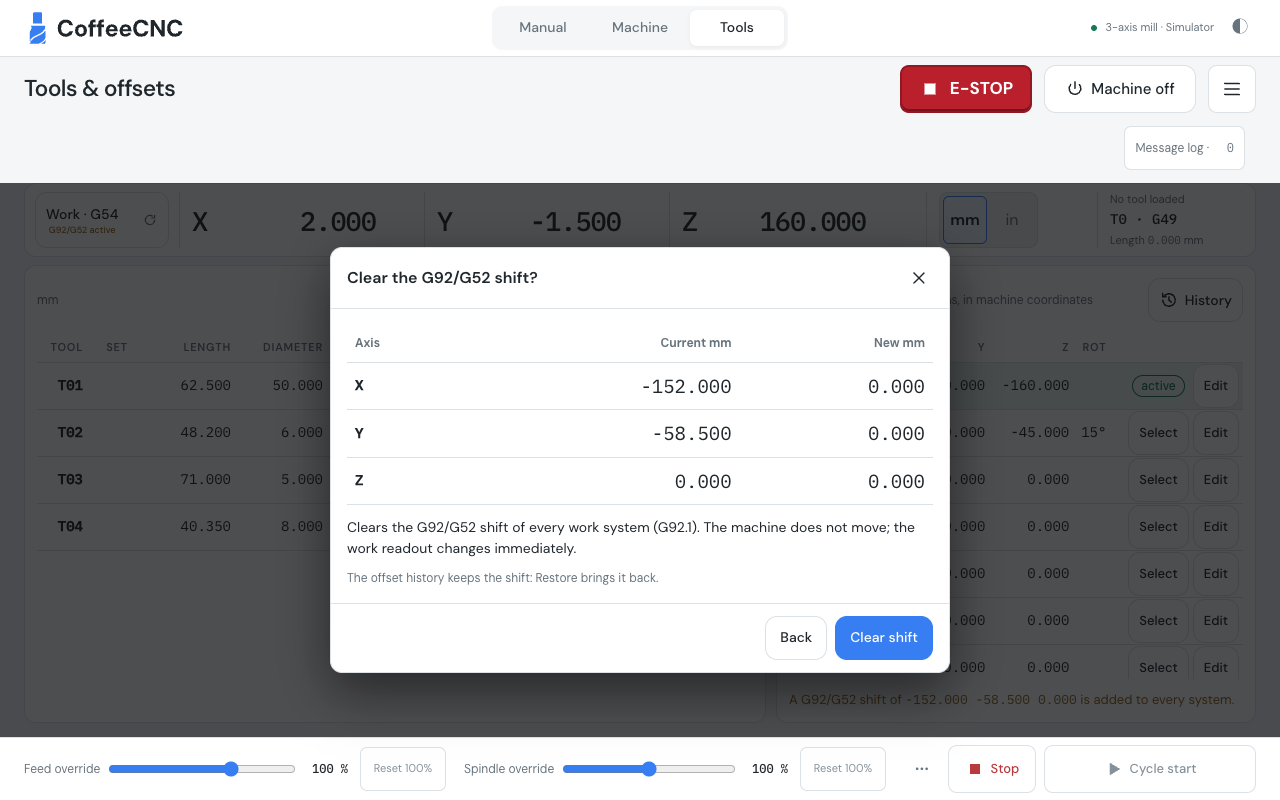 CoffeeCNC
Manual Machine Tools
3-axis mill · Simulator
Tools & offsets
E-STOP Machine off
Message log · 0
Work · G54
G92/G52 active
X 2.000 Y -1.500 Z 160.000
mm in
No tool loaded
T0 · G49
Length 0.000 mm
Clear the G92/G52 shift?
mm
s, in machine coordinates
History
TOOL SET LENGTH DIAMETER
Y Z ROT
Axis Current mm New mm
X -152.000 0.000
Y -58.500 0.000
Z 0.000 0.000
Clears the G92/G52 shift of every work system (G92.1). The machine does not move; the
work readout changes immediately.
The offset history keeps the shift: Restore brings it back.
Back Clear shift
T01 62.500 50.000
T02 48.200 6.000
T03 71.000 5.000
T04 40.350 8.000
.000 -160.000 active Edit
.000 -45.000 15° Select Edit
.000 0.000 Select Edit
.000 0.000 Select Edit
.000 0.000 Select Edit
.000 0.000 Select Edit
.000 0.000 Select Edit
A G92/G52 shift of -152.000 -58.500 0.000 is added to every system.
Feed override 100 % Reset 100% Spindle override 100 % Reset 100% ... Stop Cycle start